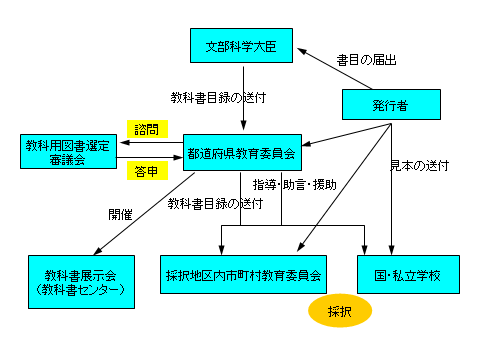 文部科学大臣
書目の届出
教科書目録の送付
発行者
諮問
教科用図書選定
審議会
都道府県教育委員会
答申
見本の送付
指導・助言・援助
教科書目録の送付
開催
教科書展示会
（教科書センター）
採択地区内市町村教育委員会
国・私立学校
採択